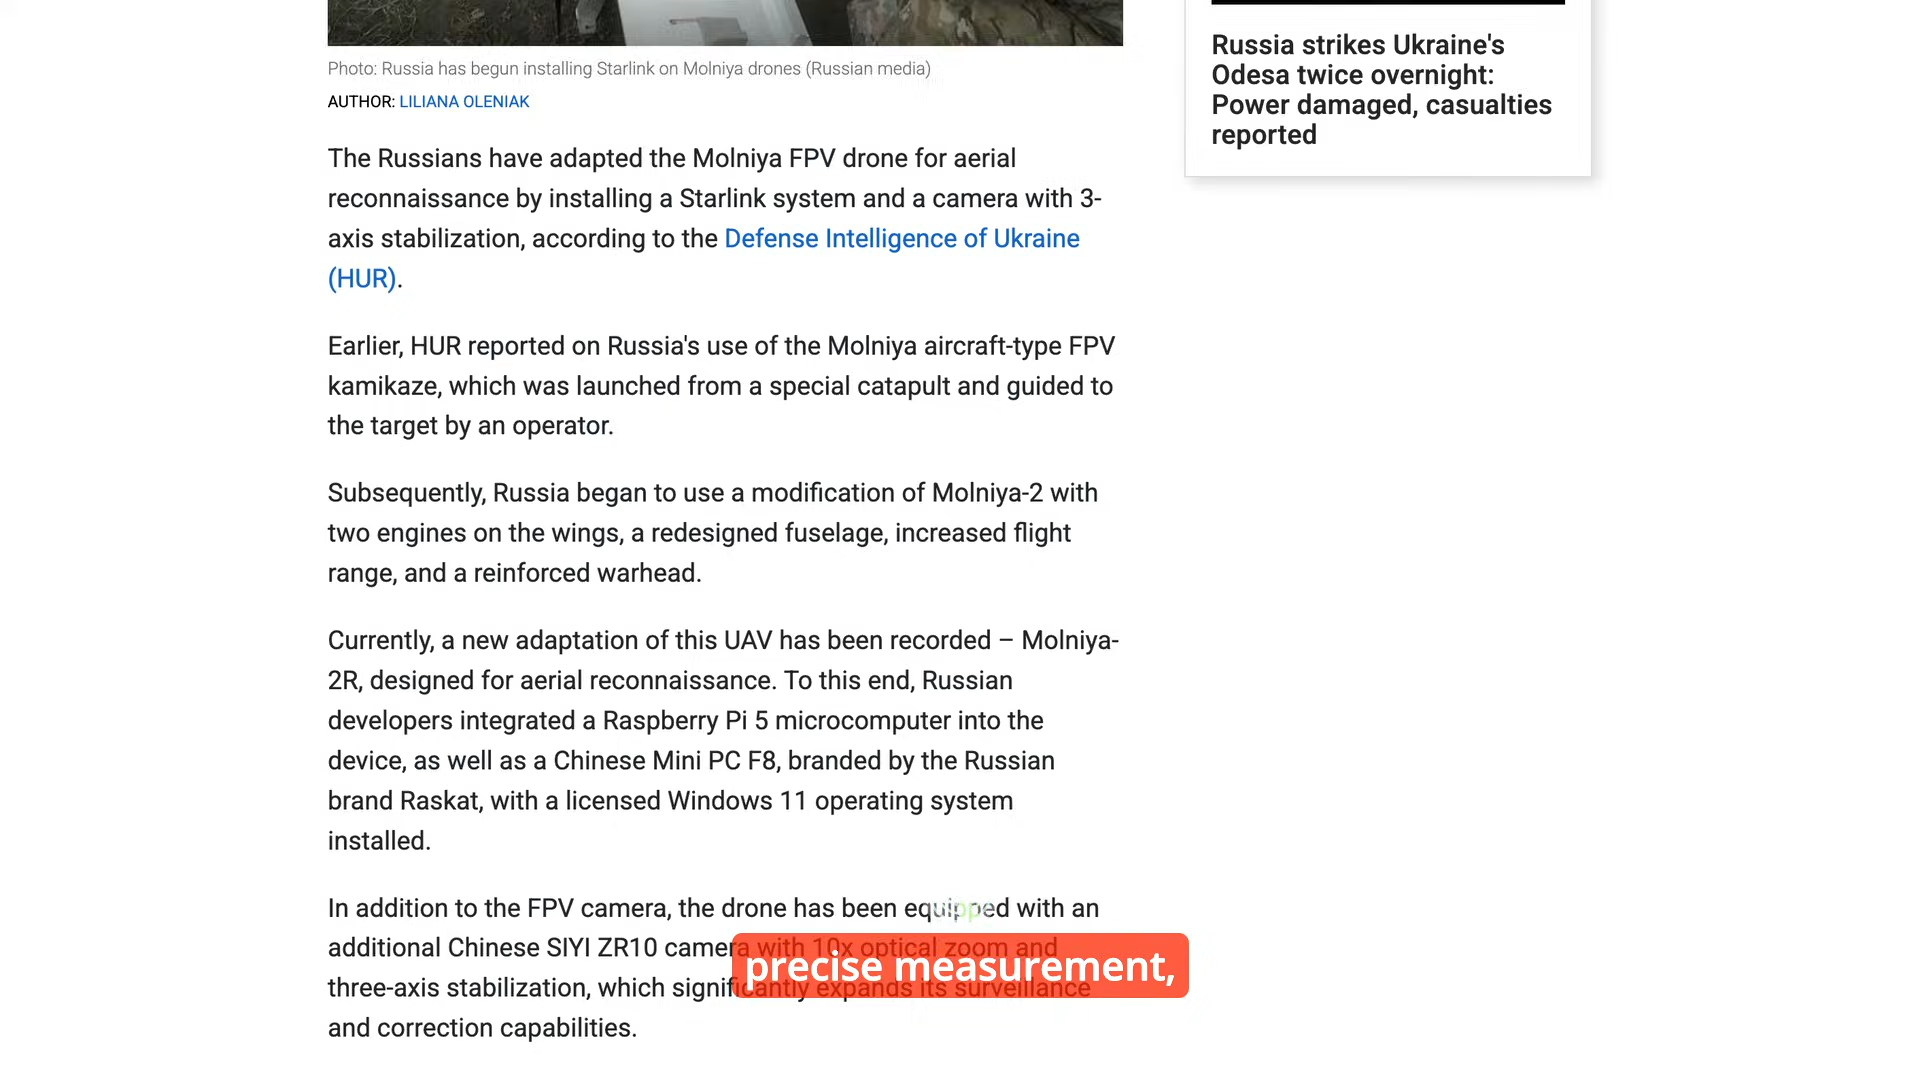 Photo: Russia has begun installing Starlink on Molniya drones (Russian media)
AUTHOR: LILIANA OLENIAK
The Russians have adapted the Molniya FPV drone for aerial
reconnaissance by installing a Starlink system and a camera with 3-
axis stabilization, according to the Defense Intelligence of Ukraine
(HUR).
Earlier, HUR reported on Russia's use of the Molniya aircraft-type FPV
kamikaze, which was launched from a special catapult and guided to
the target by an operator.
Subsequently, Russia began to use a modification of Molniya-2 with
two engines on the wings, a redesigned fuselage, increased flight
range, and a reinforced warhead.
Currently, a new adaptation of this UAV has been recorded – Molniya-
2R, designed for aerial reconnaissance. To this end, Russian
developers integrated a Raspberry Pi 5 microcomputer into the
device, as well as a Chinese Mini PC F8, branded by the Russian
brand Raskat, with a licensed Windows 11 operating system
installed.
In addition to the FPV camera, the drone has been equipped with an
additional Chinese SIYI ZR10 camera with 10x optical zoom and
three-axis stabilization, which significantly expands its surveillance
and correction capabilities.
precise measurement,
Russia strikes Ukraine's
Odesa twice overnight:
Power damaged, casualties
reported